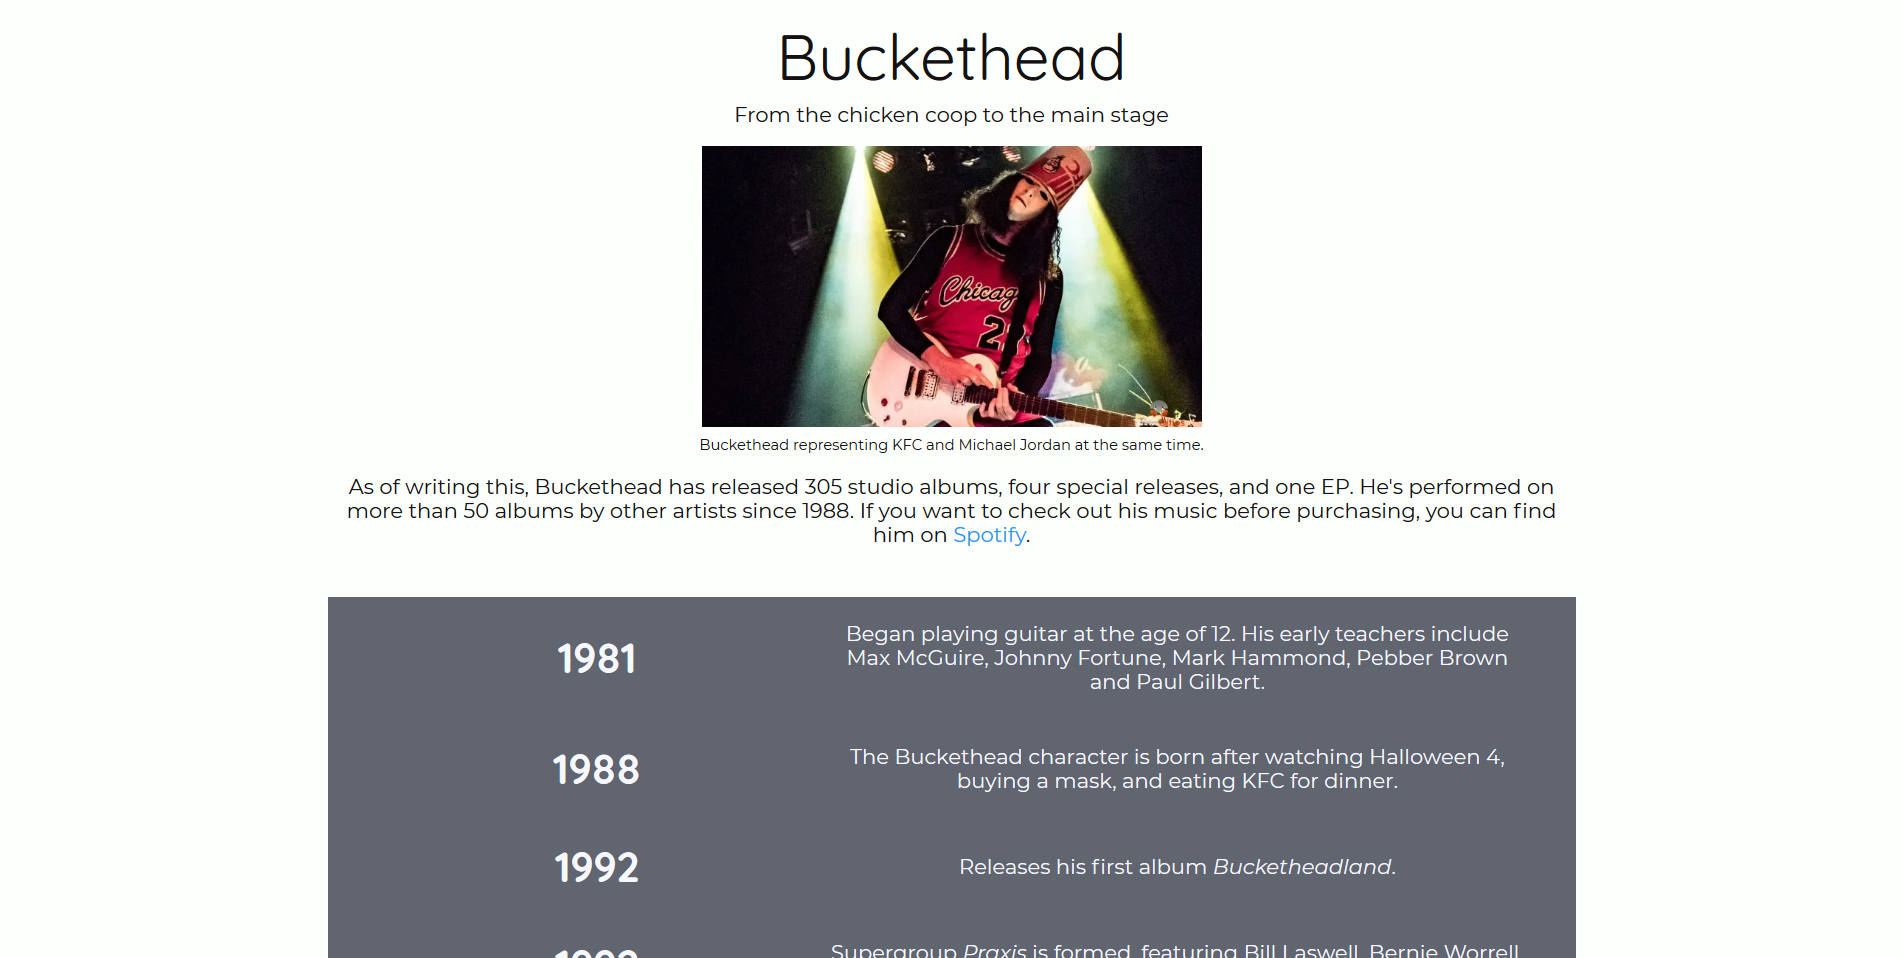 Buckethead
From the chicken coop to the main stage
Chicag
2
Buckethead representing KFC and Michael Jordan at the same time.
As of writing this, Buckethead has released 305 studio albums, four special releases, and one EP. He's performed on
more than 50 albums by other artists since 1988. If you want to check out his music before purchasing, you can find
him on Spotify.
1981
Began playing guitar at the age of 12. His early teachers include
Max McGuire, Johnny Fortune, Mark Hammond, Pebber Brown
and Paul Gilbert.
1988
The Buckethead character is born after watching Halloween 4,
buying a mask, and eating KFC for dinner.
1992
Releases his first album Bucketheadland.
Supergroup Praxis is formed, featuring Bill Laswell, Bernie Worrell